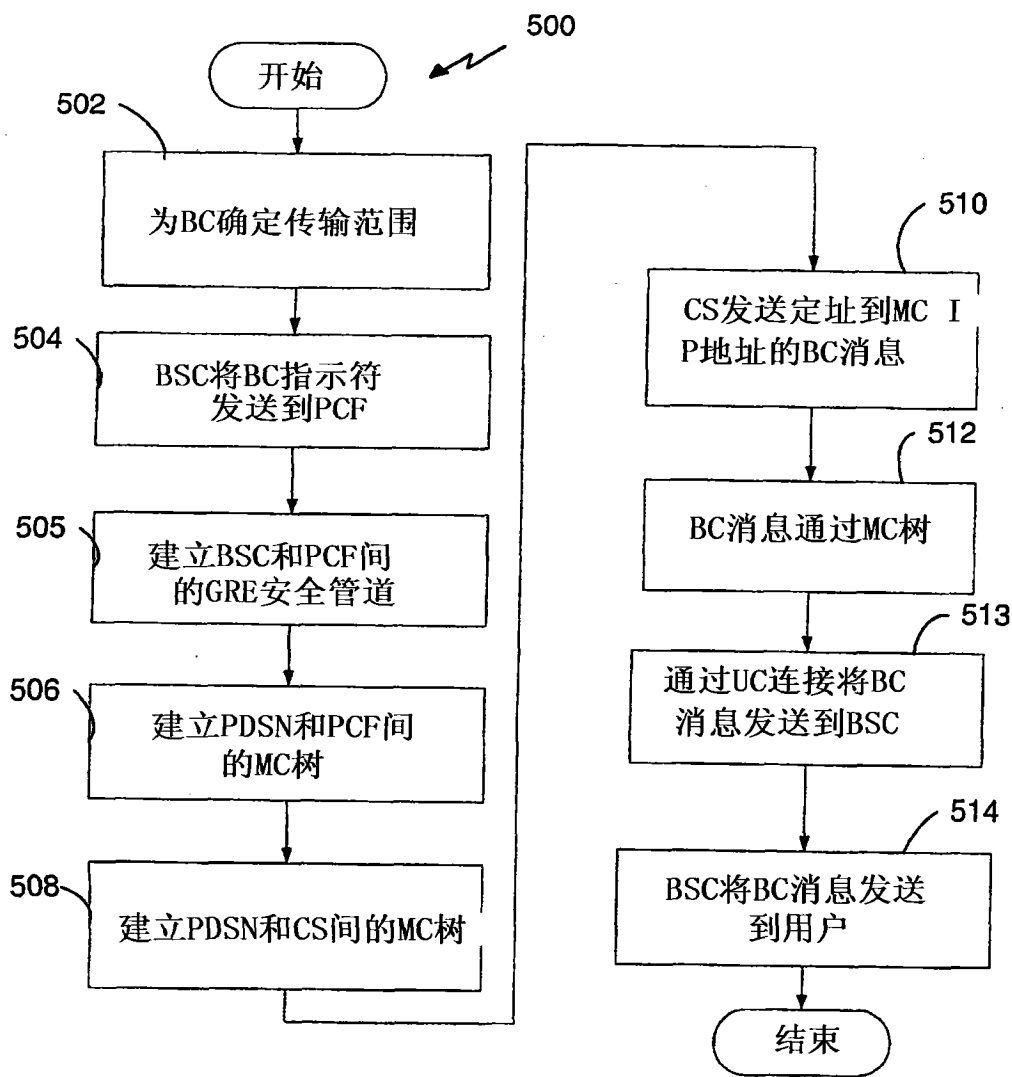 500
开始
502
为BC确定传输范围
504
BSC将BC指示符
发送到PCF
505
建立BSC和PCF间
的GRE安全管道
506
建立PDSN和PCF间
的MC树
508
建立PDSN和CS间的MC树
510
CS发送定址到MC I
P地址的BC消息
512
BC消息通过MC树
513
通过UC连接将BC
消息发送到BSC
514
BSC将BC消息发送
到用户
结束